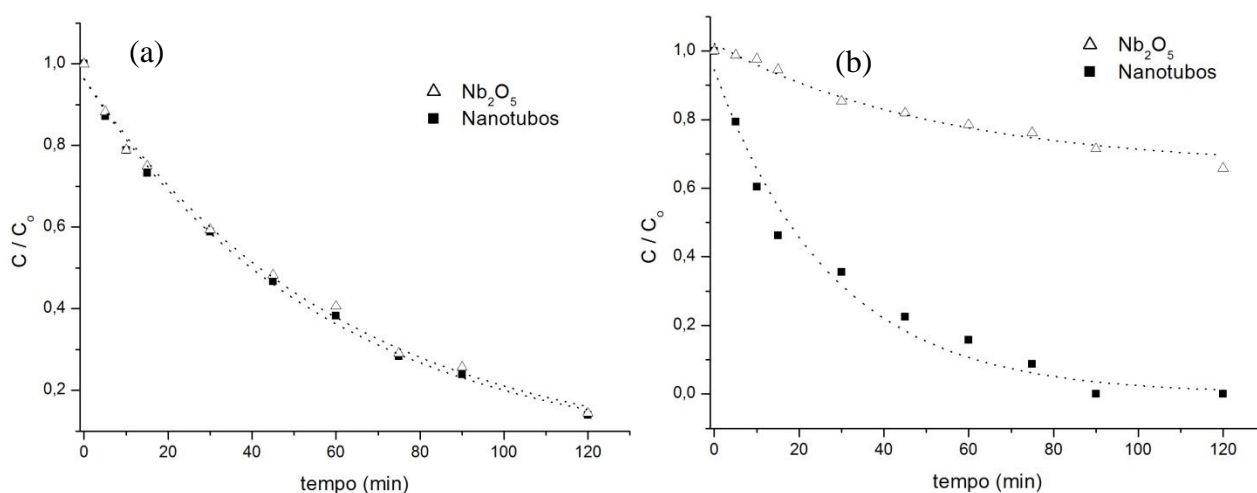 (a)
Nb₂O₅
Nanotubos
1,0
0,8
0,6
0,4
0,2
C / Cₒ
0 20 40 60 80 100 120
tempo (min)
(b)
Nb₂O₅
Nanotubos
1,0
0,8
0,6
0,4
0,2
0,0
C / Cₒ
0 20 40 60 80 100 120
tempo (min)